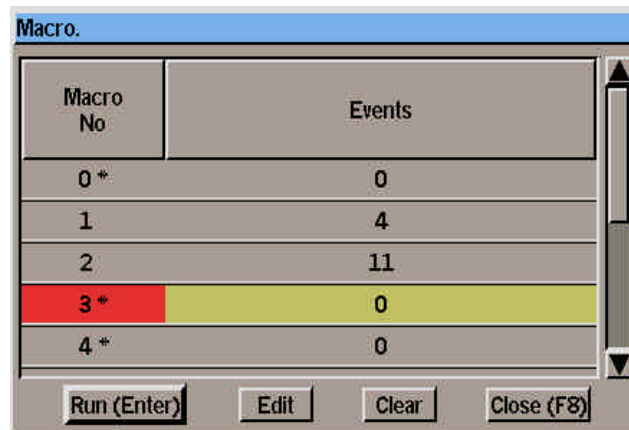 Macro.
Macro
No
Events
0 * 0
1 4
2 11
3 * 0
4 * 0
Run (Enter) Edit Clear Close (F8)